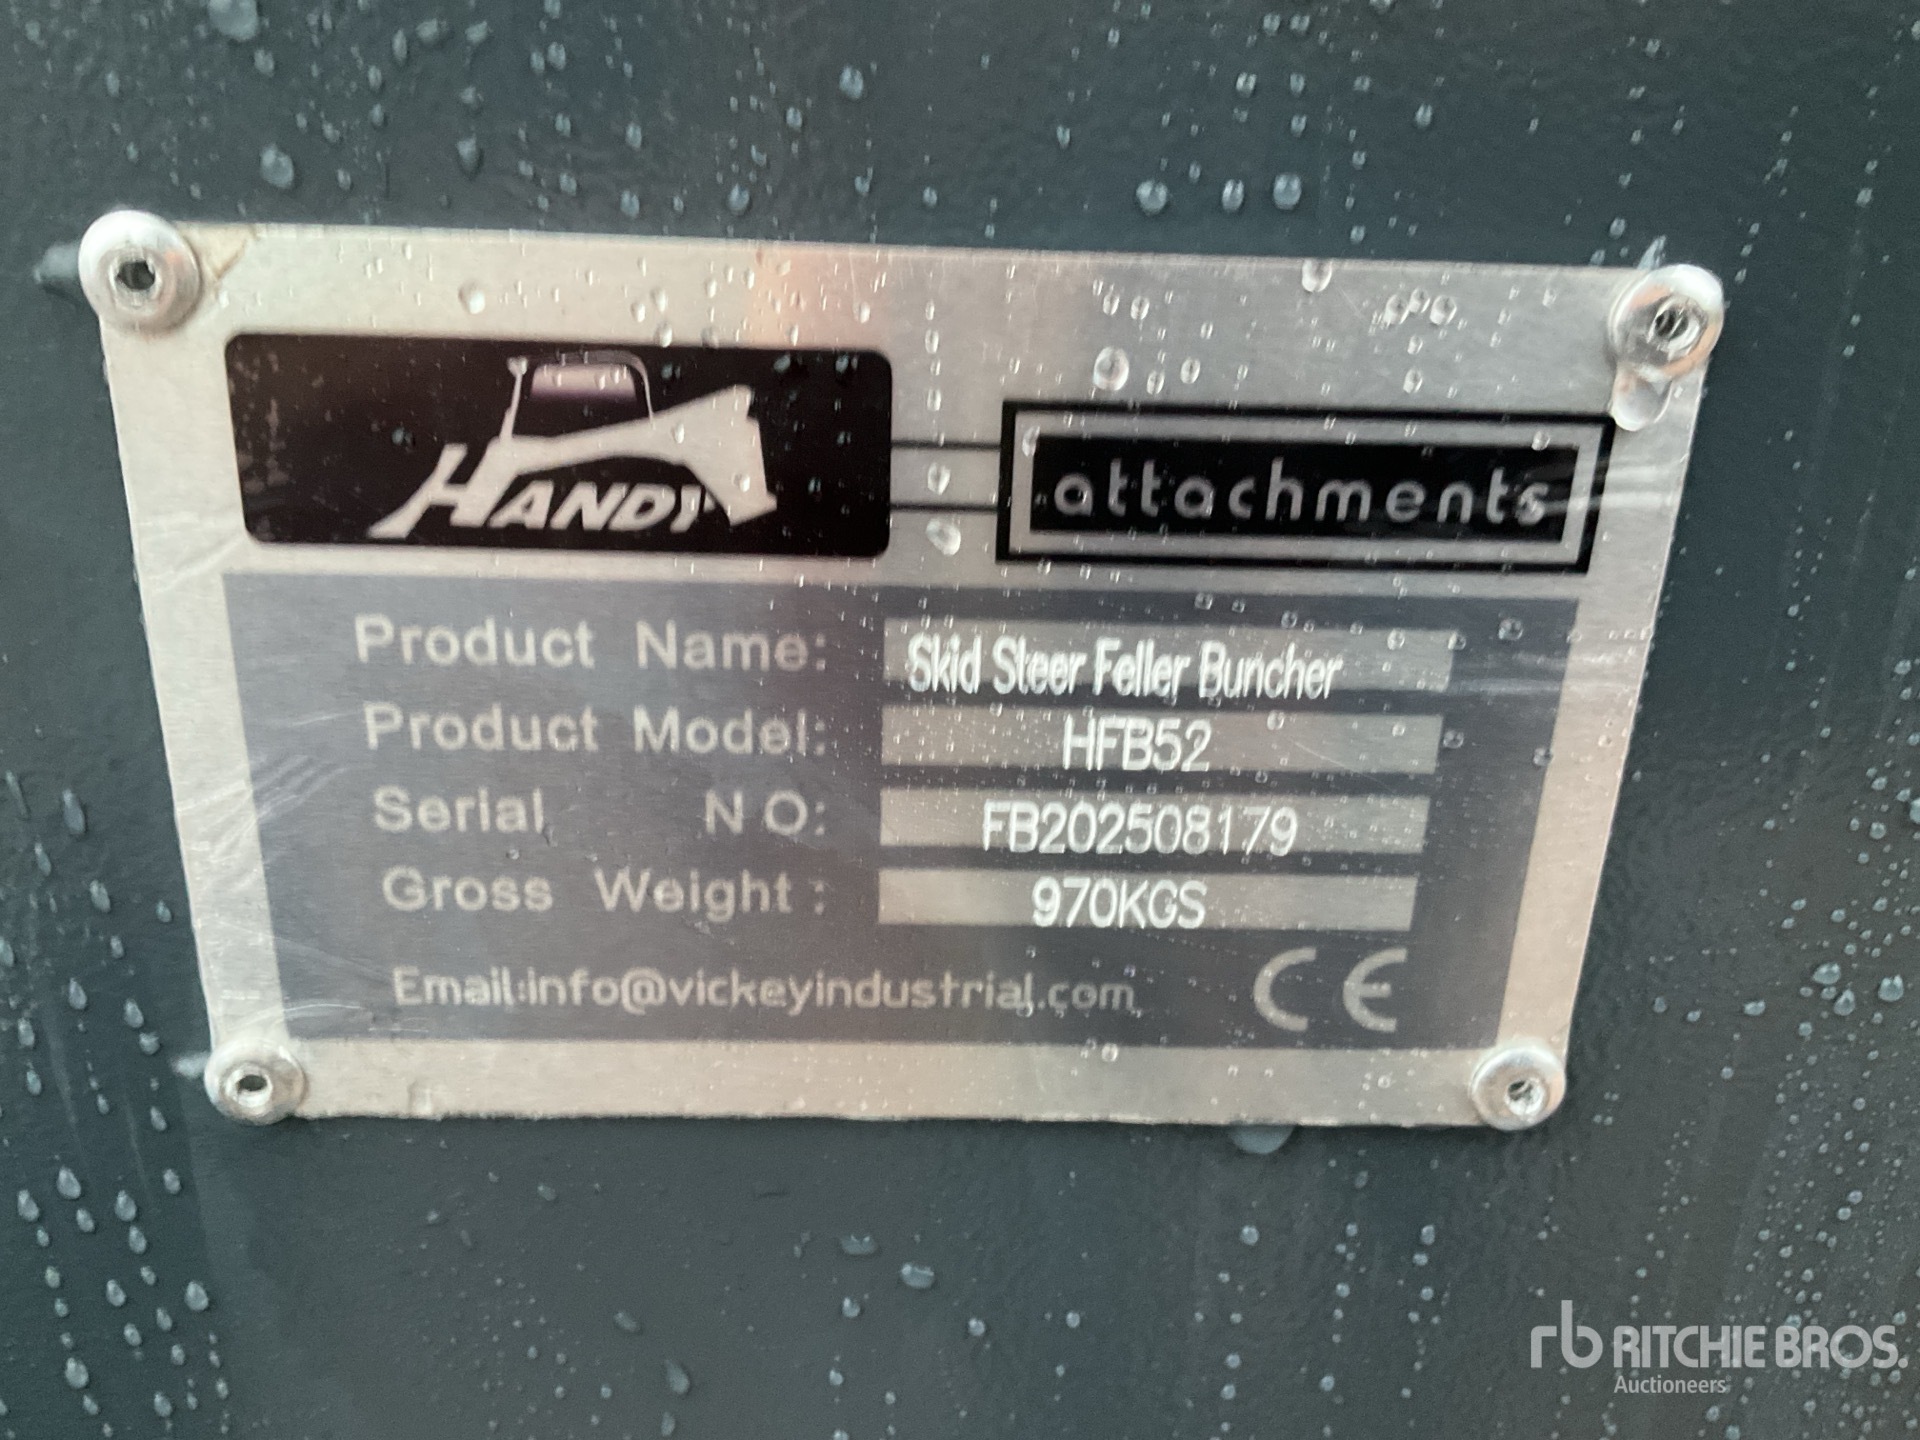 HANDY
attachments
Product Name: Skid Steer Feller Buncher
Product Model: HFB52
Serial NO: FB202508179
Gross Weight: 970KGS
Email:info@vickeyindustrial.com CE
rb RITCHIE BROS.
Auctioneers